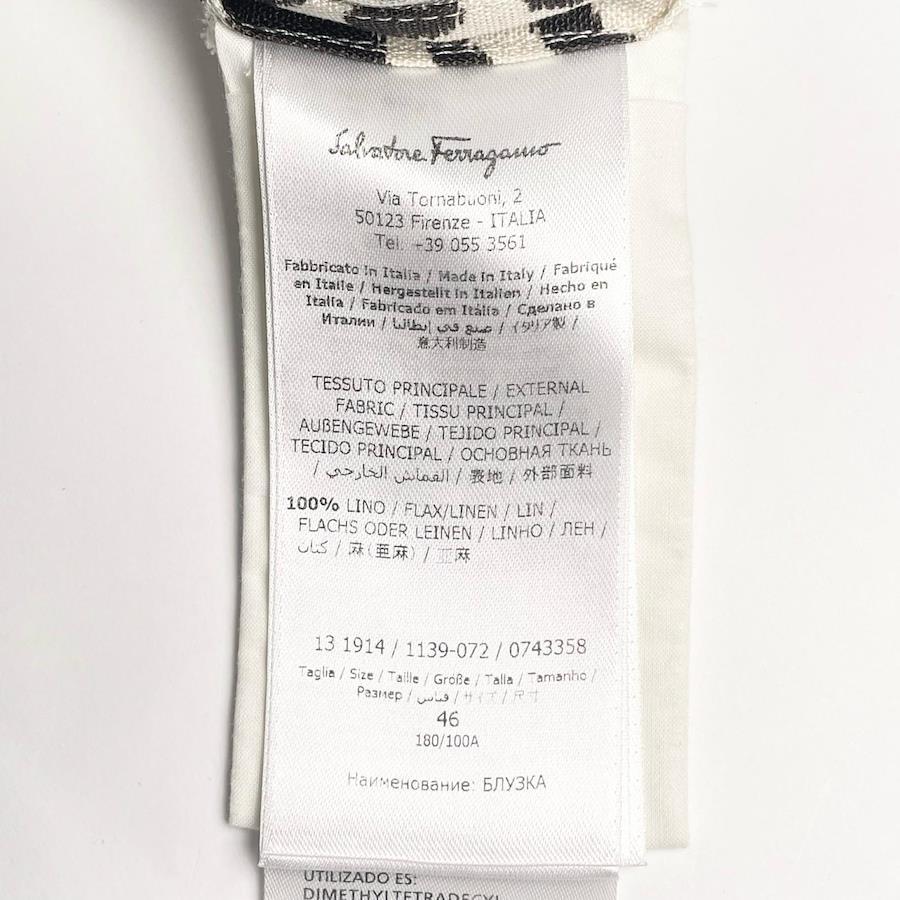 Salvatore Ferragamo
Via Tornabuoni, 2
50123 Firenze - ITALIA
Tel. +39 055 3561
Fabbricato in Italia / Made in Italy / Fabriqué
en Italie / Hergestellt in Italien / Hecho en
Italia / Fabricado em Itália / Сделано в
Италии / صنع في إيطاليا / イタリア製 /
意大利制造
TESSUTO PRINCIPALE / EXTERNAL
FABRIC / TISSU PRINCIPAL /
AUßENGEWEBE / TEJIDO PRINCIPAL /
TECIDO PRINCIPAL / ОСНОВНАЯ ТКАНЬ
/ القماش الخارجي / 表地 / 外部面料
100% LINO / FLAX/LINEN / LIN /
FLACHS ODER LEINEN / LINHO / ЛЕН /
كتان / 麻(亜麻) / 亚麻
13 1914 / 1139-072 / 0743358
Taglia / Size / Taille / Größe / Talla / Tamanho /
Размер / قياس / サイズ / 尺寸
46
180/100A
Наименование: БЛУЗКА
UTILIZADO ES:
DIMETHYLTETRADECYL